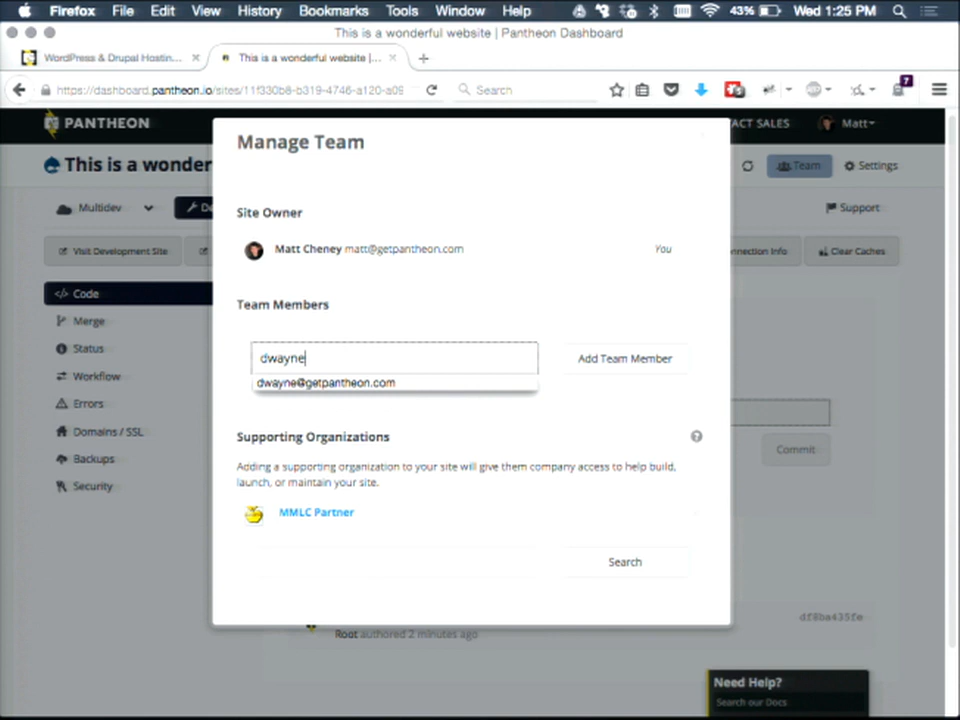 Firefox File Edit View History Bookmarks Tools Window Help 43% Wed 1:25 PM
This is a wonderful website | Pantheon Dashboard
WordPress & Drupal Hostin... × This is a wonderful website |... × +
https://dashboard.pantheon.io/sites/11f330b8-b319-4746-a120-a09 Search 7
PANTHEON ACT SALES Matt
This is a wonder Team Settings
Multidev De Support
Visit Development Site nnection Info Clear Caches
Code
Merge
Status
Workflow
Errors
Domains / SSL
Backups
Security
Manage Team
Site Owner
Matt Cheney matt@getpantheon.com You
Team Members
dwayne Add Team Member
dwayne@getpantheon.com
Supporting Organizations ?
Adding a supporting organization to your site will give them company access to help build,
launch, or maintain your site.
MMLC Partner
Search
Commit
df8ba435fe
Root authored 2 minutes ago
Need Help?
Search our Docs